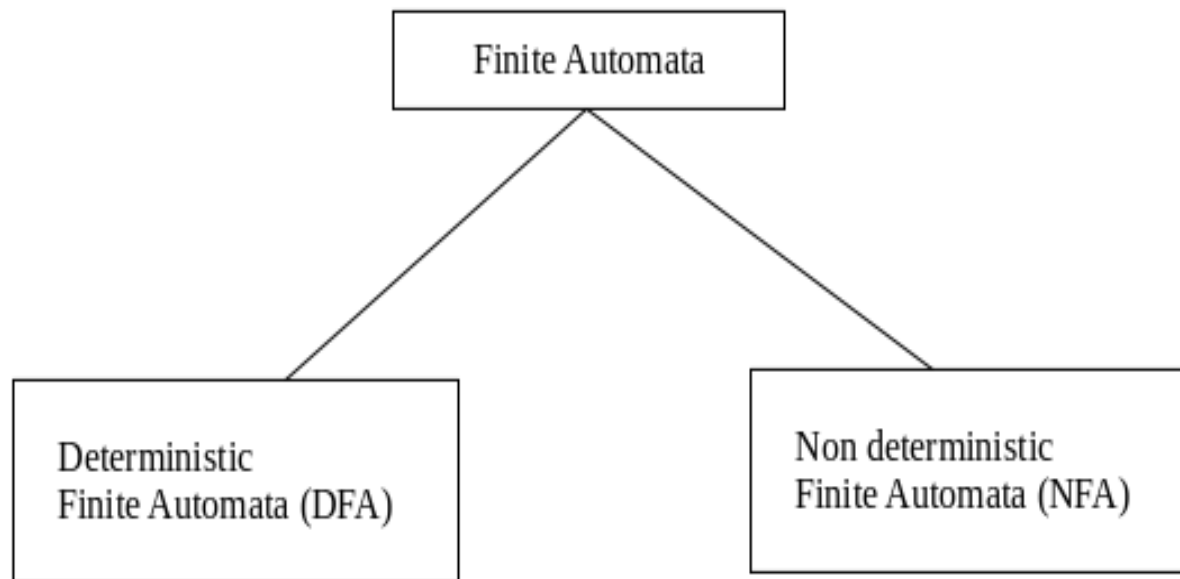 Finite Automata
Deterministic
Finite Automata (DFA)
Non deterministic
Finite Automata (NFA)